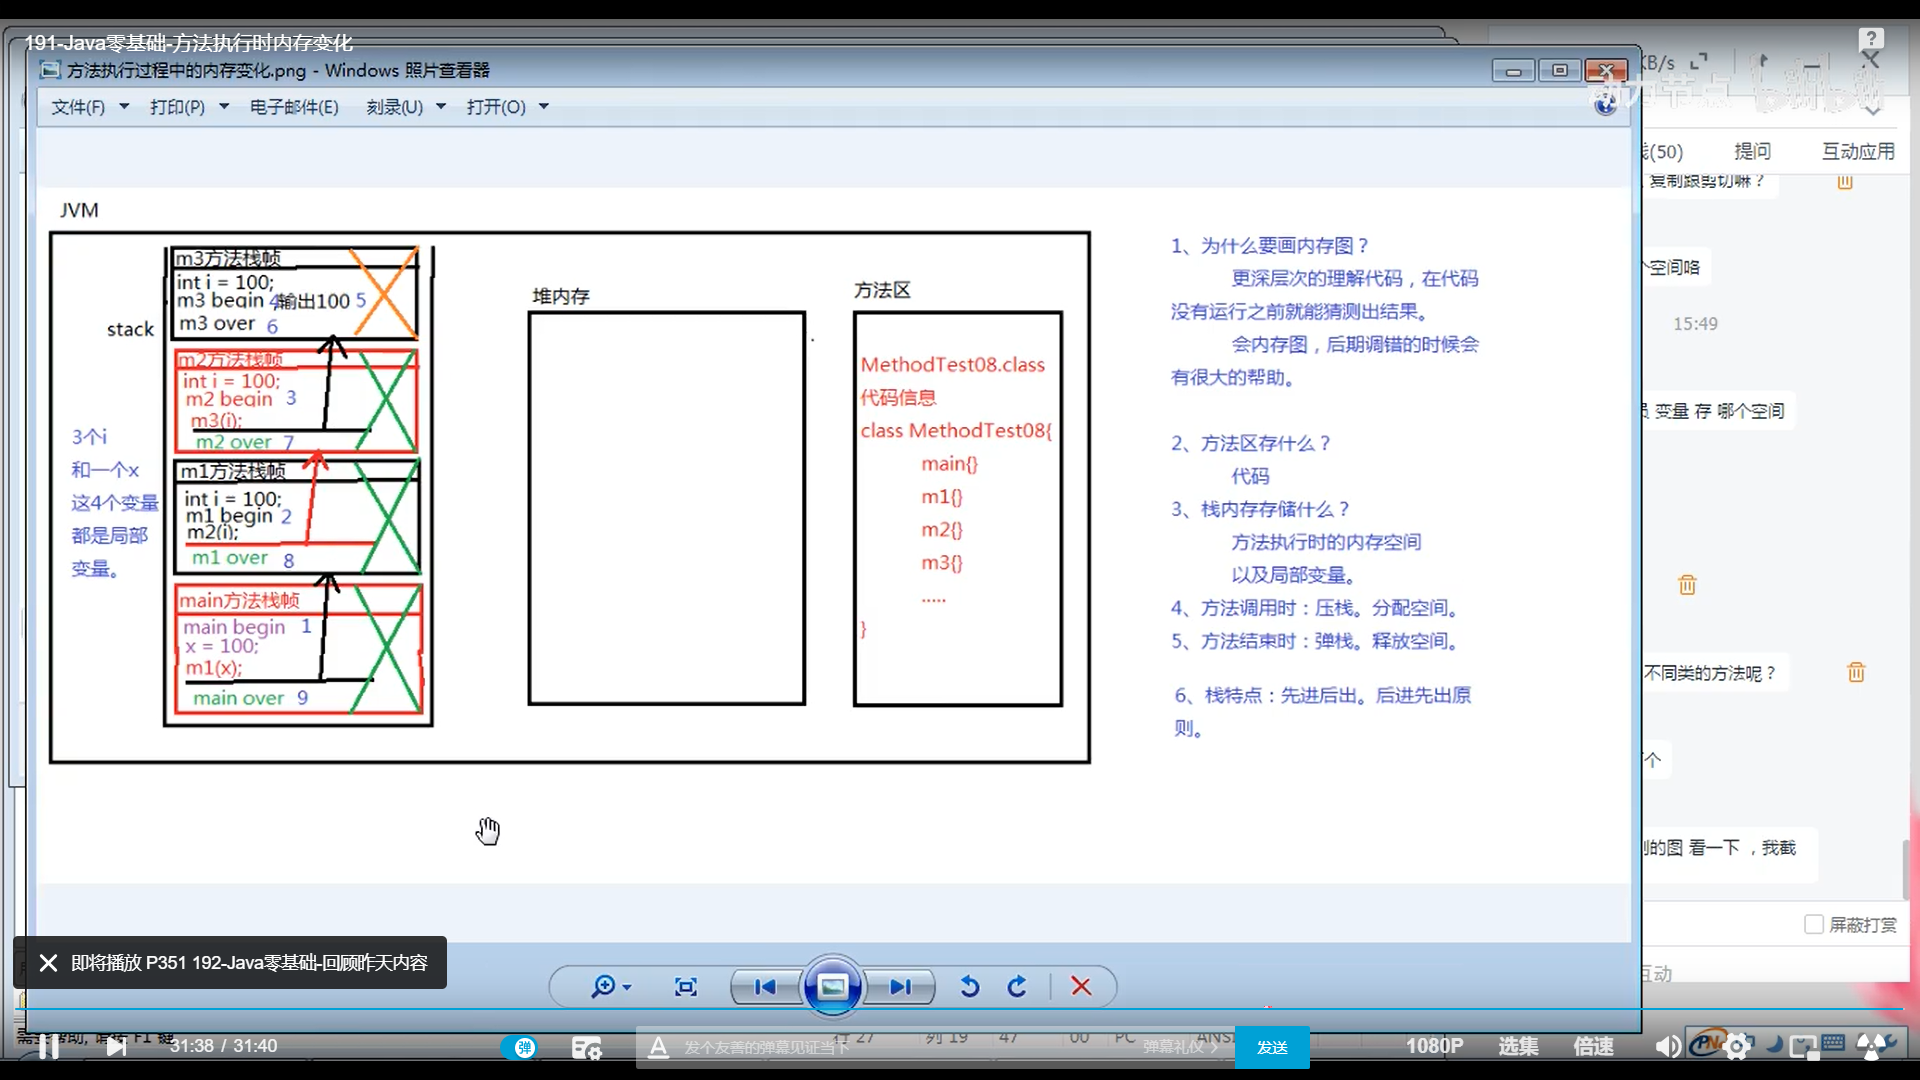 191-Java零基础-方法执行时内存变化
方法执行过程中的内存变化.png - Windows 照片查看器
KB/s
文件(F) 打印(P) 电子邮件(E) 刻录(U) 打开(O)
动力节点
(50) 提问 互动应用
复制跟剪切嘛？
JVM
stack
m3方法栈帧
int i = 100;
m3 begin 4 输出100 5
m3 over 6
m2方法栈帧
int i = 100;
m2 begin 3
m3(i);
m2 over 7
m1方法栈帧
int i = 100;
m1 begin 2
m2(i);
m1 over 8
main方法栈帧
main begin 1
x = 100;
m1(x);
main over 9
3个i
和一个x
这4个变量
都是局部
变量。
堆内存
方法区
MethodTest08.class
代码信息
class MethodTest08{
main{}
m1{}
m2{}
m3{}
.....
}
1、为什么要画内存图？
更深层次的理解代码，在代码
没有运行之前就能猜测出结果。
会内存图，后期调错的时候会
有很大的帮助。
2、方法区存什么？
代码
3、栈内存存储什么？
方法执行时的内存空间
以及局部变量。
4、方法调用时：压栈。分配空间。
5、方法结束时：弹栈。释放空间。
6、栈特点：先进后出。后进先出原
则。
个空间咯
15:49
变量 存 哪个空间
不同类的方法呢？
个
的图 看一下 ，我截
屏蔽打赏
互动
即将播放 P351 192-Java零基础-回顾昨天内容
31:38 / 31:40
弹
发个友善的弹幕见证当下
行 27 列 19 47 00 PC ANSI
弹幕礼仪
发送
1080P 选集 倍速